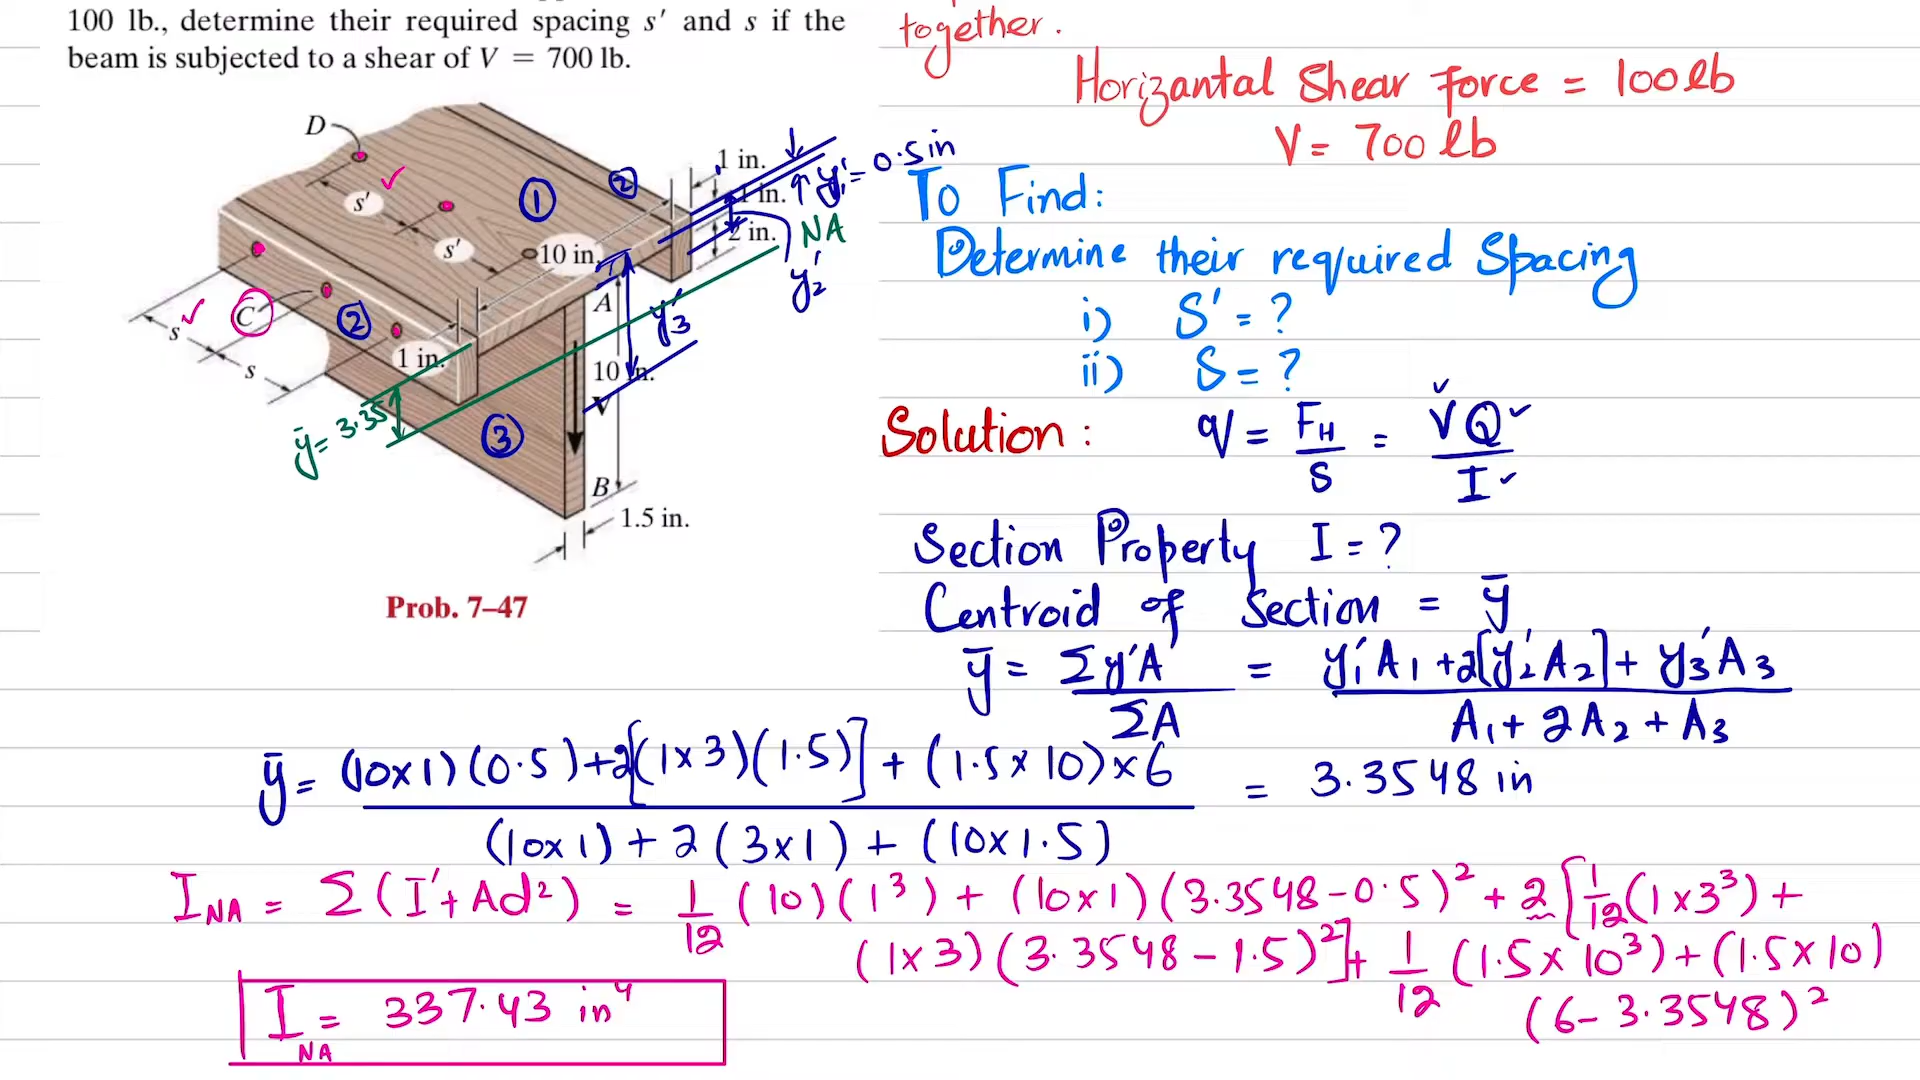 100 lb., determine their required spacing s′ and s if the
beam is subjected to a shear of V = 700 lb.
together.
Horizantal Shear force = 100 lb
V = 700 lb
To Find:
Determine their required Spacing
i) S' = ?
ii) S = ?
Solution: q = F_H / S = VQ / I
Section Property I = ?
Centroid of Section = ȳ
ȳ = Σy'A / ΣA = y₁'A₁ + 2[y₂'A₂] + y₃'A₃ / A₁ + 2A₂ + A₃
D
s′
s′
①
②
1 in.
1 in.
y₁' = 0.5 in
2 in.
NA
y₂'
10 in.
A
y₃'
C
②
s
s
1 in.
10 in.
V
ȳ = 3.35
③
B
1.5 in.
Prob. 7–47
ȳ = (10x1)(0.5)+2[(1x3)(1.5)] + (1.5x10)x6 / (10x1) + 2(3x1) + (10x1.5) = 3.3548 in
I_NA = Σ(I'+Ad²) = 1/12 (10)(1³) + (10x1)(3.3548-0.5)² + 2[1/12(1x3³) +
(1x3)(3.3548-1.5)²] + 1/12 (1.5x10³) + (1.5x10)
(6-3.3548)²
I_NA = 337.43 in⁴